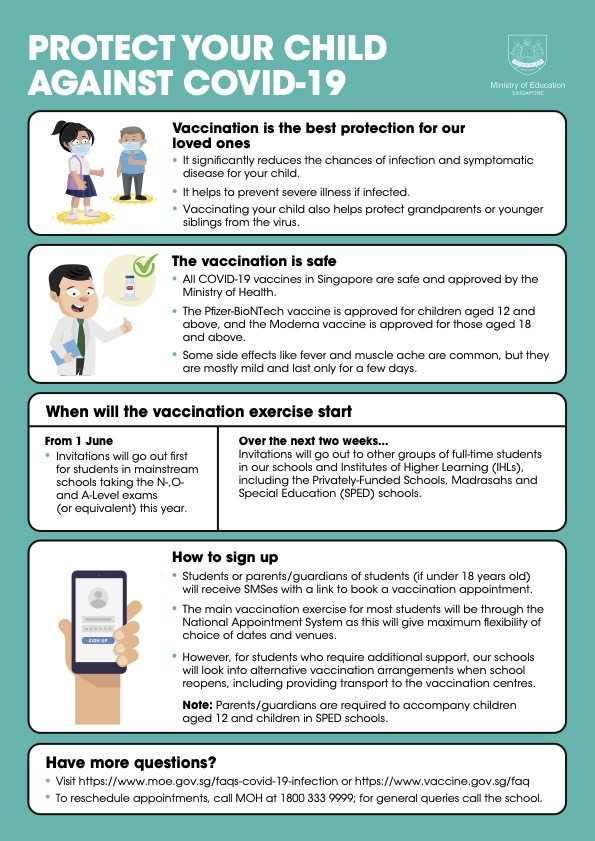 PROTECT YOUR CHILD
AGAINST COVID-19
Ministry of Education
SINGAPORE
Vaccination is the best protection for our
loved ones
• It significantly reduces the chances of infection and symptomatic
disease for your child.
• It helps to prevent severe illness if infected.
• Vaccinating your child also helps protect grandparents or younger
siblings from the virus.
The vaccination is safe
• All COVID-19 vaccines in Singapore are safe and approved by the
Ministry of Health.
• The Pfizer-BioNTech vaccine is approved for children aged 12 and
above, and the Moderna vaccine is approved for those aged 18
and above.
• Some side effects like fever and muscle ache are common, but they
are mostly mild and last only for a few days.
When will the vaccination exercise start
From 1 June
• Invitations will go out first
for students in mainstream
schools taking the N-,O-
and A-Level exams
(or equivalent) this year.
Over the next two weeks...
Invitations will go out to other groups of full-time students
in our schools and Institutes of Higher Learning (IHLs),
including the Privately-Funded Schools, Madrasahs and
Special Education (SPED) schools.
How to sign up
• Students or parents/guardians of students (if under 18 years old)
will receive SMSes with a link to book a vaccination appointment.
• The main vaccination exercise for most students will be through the
National Appointment System as this will give maximum flexibility of
choice of dates and venues.
• However, for students who require additional support, our schools
will look into alternative vaccination arrangements when school
reopens, including providing transport to the vaccination centres.
Note: Parents/guardians are required to accompany children
aged 12 and children in SPED schools.
SIGN UP
Have more questions?
• Visit https://www.moe.gov.sg/faqs-covid-19-infection or https://www.vaccine.gov.sg/faq
• To reschedule appointments, call MOH at 1800 333 9999; for general queries call the school.